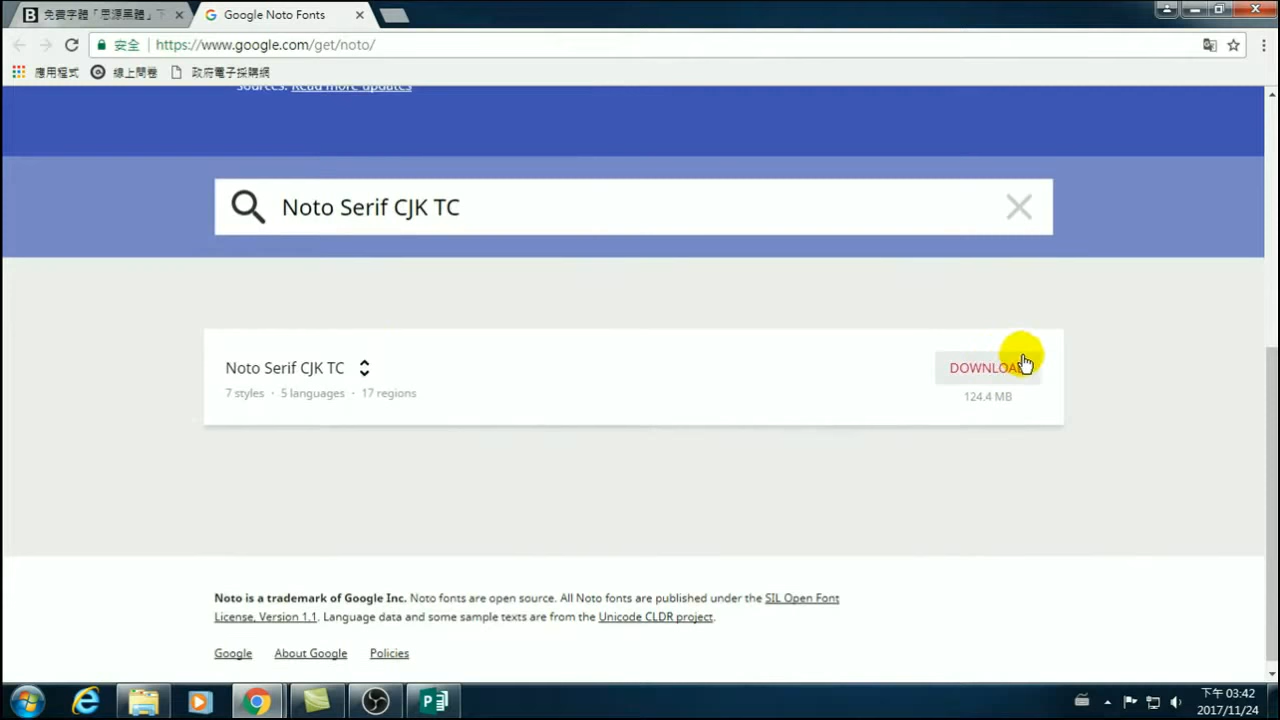 免費字體「思源黑體」下
Google Noto Fonts
安全
https://www.google.com/get/noto/
應用程式
線上問卷
政府電子採購網
sources. Read more updates
Noto Serif CJK TC
Noto Serif CJK TC
DOWNLOAD
7 styles · 5 languages · 17 regions
124.4 MB
Noto is a trademark of Google Inc. Noto fonts are open source. All Noto fonts are published under the SIL Open Font
License, Version 1.1. Language data and some sample texts are from the Unicode CLDR project.
Google
About Google
Policies
下午 03:42
2017/11/24